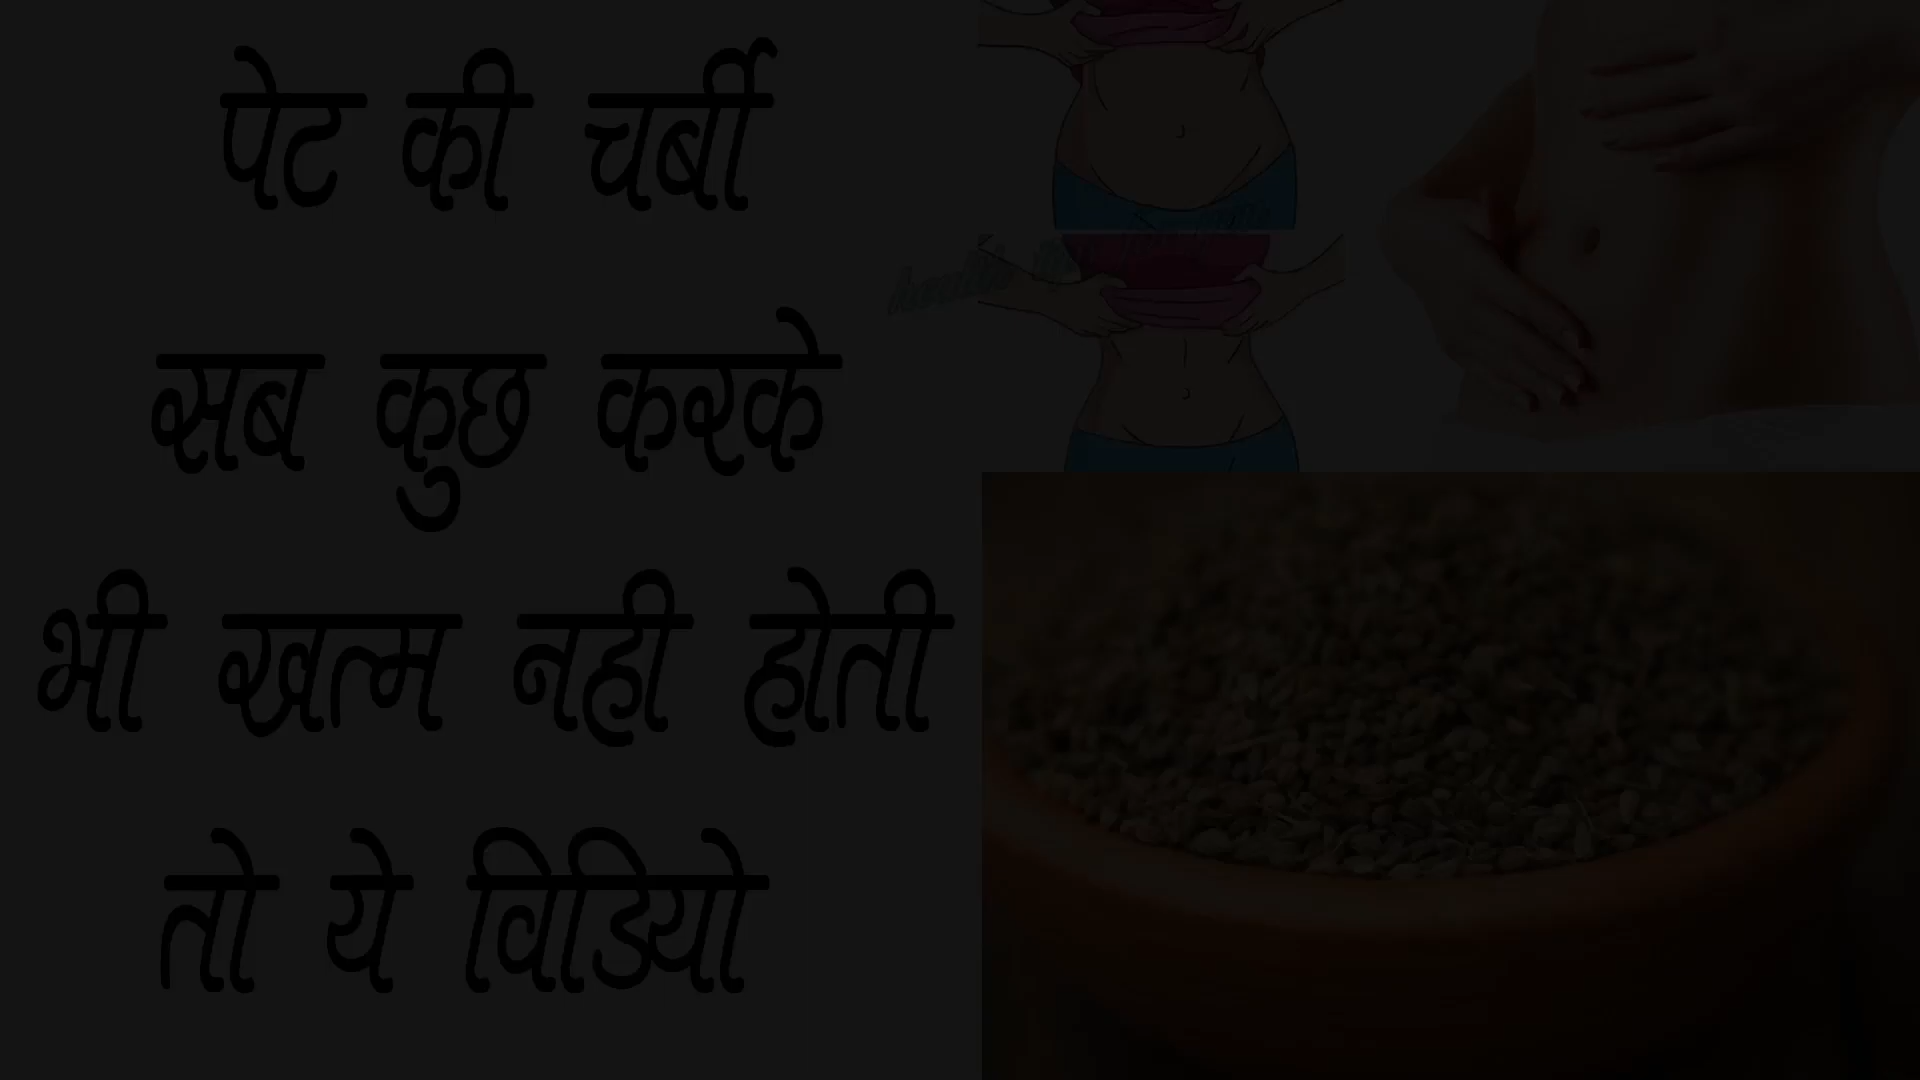 पेट की चर्बी
सब कुछ करके
भी खत्म नही होती
तो ये विडियो